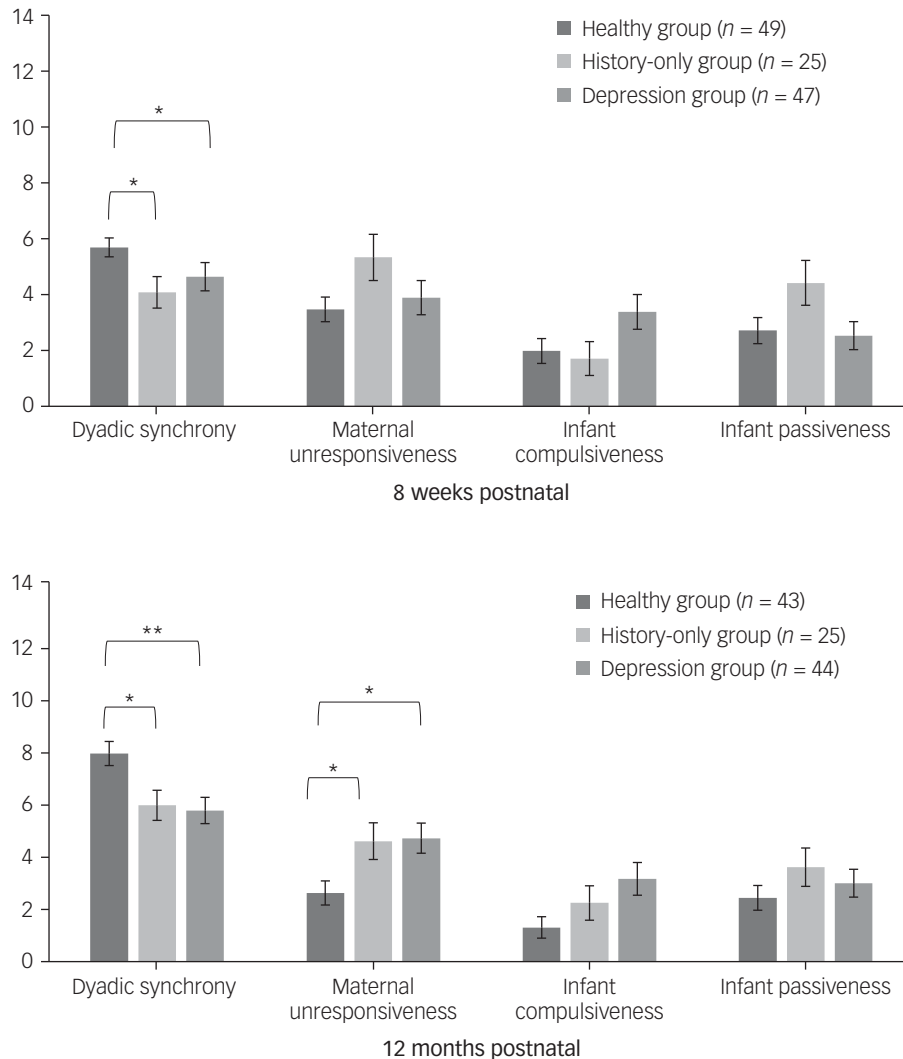 14
12
10
8
6
4
2
0
Healthy group (n = 49)
History-only group (n = 25)
Depression group (n = 47)
*
*
Dyadic synchrony
Maternal
unresponsiveness
Infant
compulsiveness
Infant passiveness
8 weeks postnatal
14
12
10
8
6
4
2
0
Healthy group (n = 43)
History-only group (n = 25)
Depression group (n = 44)
**
*
*
*
Dyadic synchrony
Maternal
unresponsiveness
Infant
compulsiveness
Infant passiveness
12 months postnatal